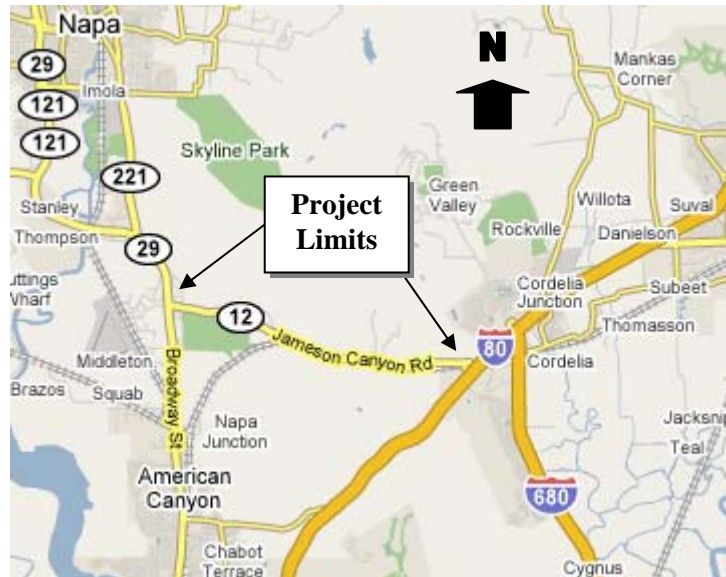 Napa
N
Mankas
Corner
29
Imola
121
121
Skyline Park
221
Green
Valley
Project
Limits
Willota
Suval
Stanley
Rockville
Danielson
Thompson
29
Cordelia
Junction
Subeet
uttings
Wharf
12
Thomasson
80
Jameson Canyon Rd
Cordelia
Middleton
Broadway St
Brazos
Squab
Napa
Junction
Jacksnip
Teal
American
Canyon
680
Chabot
Terrace
Cygnus